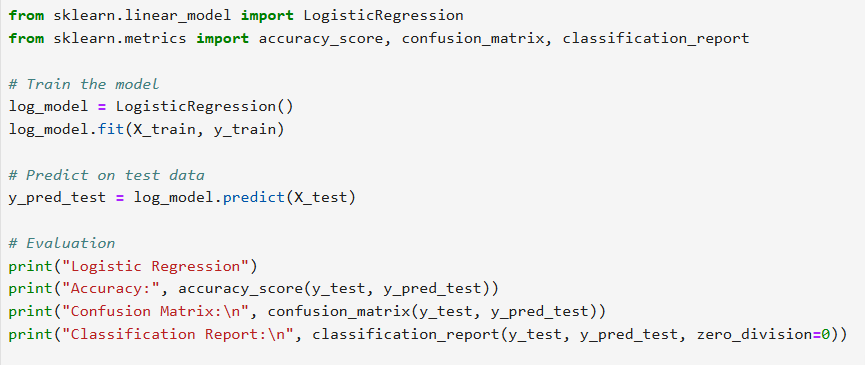 from sklearn.linear_model import LogisticRegression
from sklearn.metrics import accuracy_score, confusion_matrix, classification_report
# Train the model
log_model = LogisticRegression()
log_model.fit(X_train, y_train)
# Predict on test data
y_pred_test = log_model.predict(X_test)
# Evaluation
print("Logistic Regression")
print("Accuracy:", accuracy_score(y_test, y_pred_test))
print("Confusion Matrix:\n", confusion_matrix(y_test, y_pred_test))
print("Classification Report:\n", classification_report(y_test, y_pred_test, zero_division=0))